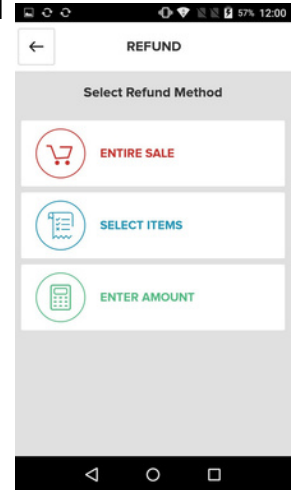 57% 12:00
REFUND
Select Refund Method
ENTIRE SALE
SELECT ITEMS
ENTER AMOUNT